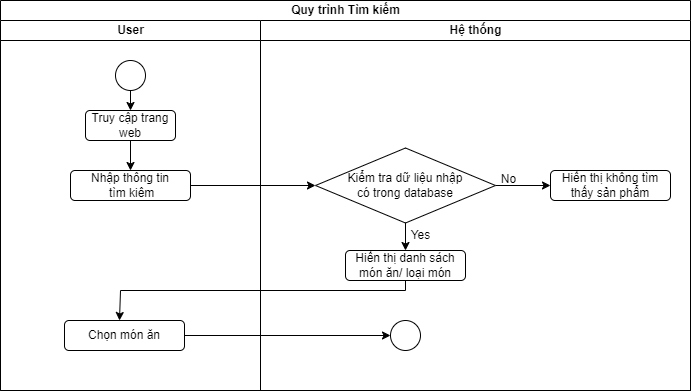 Quy trình Tìm kiếm
User
Hệ thống
Truy cập trang
web
Nhập thông tin
tìm kiêm
Kiểm tra dữ liệu nhập
có trong database
No
Hiển thị không tìm
thấy sản phẩm
Yes
Hiển thị danh sách
món ăn/ loại món
Chọn món ăn